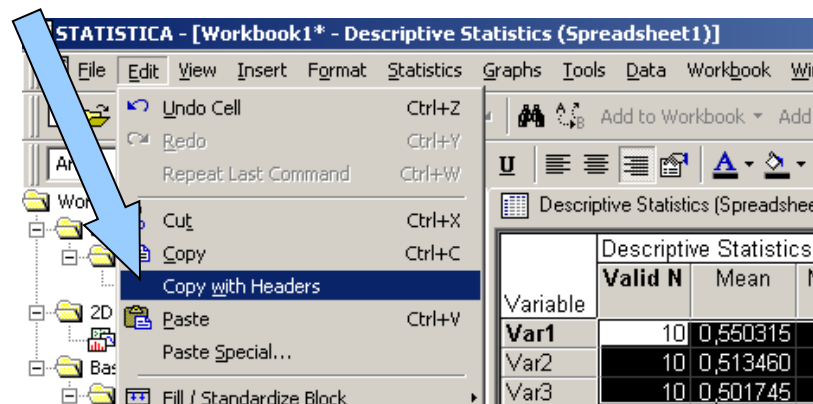 STATISTICA - [Workbook1* - Descriptive Statistics (Spreadsheet1)]
File Edit View Insert Format Statistics Graphs Tools Data Workbook
Add to Workbook
U A
Undo Cell Ctrl+Z
Redo Ctrl+Y
Repeat Last Command Ctrl+W
Cut Ctrl+X
Copy Ctrl+C
Copy with Headers
Paste Ctrl+V
Paste Special...
Fill / Standardize Block
2D
Descriptive Statistics
Descriptive Statistics
Valid N Mean
Variable
Var1 10 0,550315
Var2 10 0,513460
Var3 10 0,501745